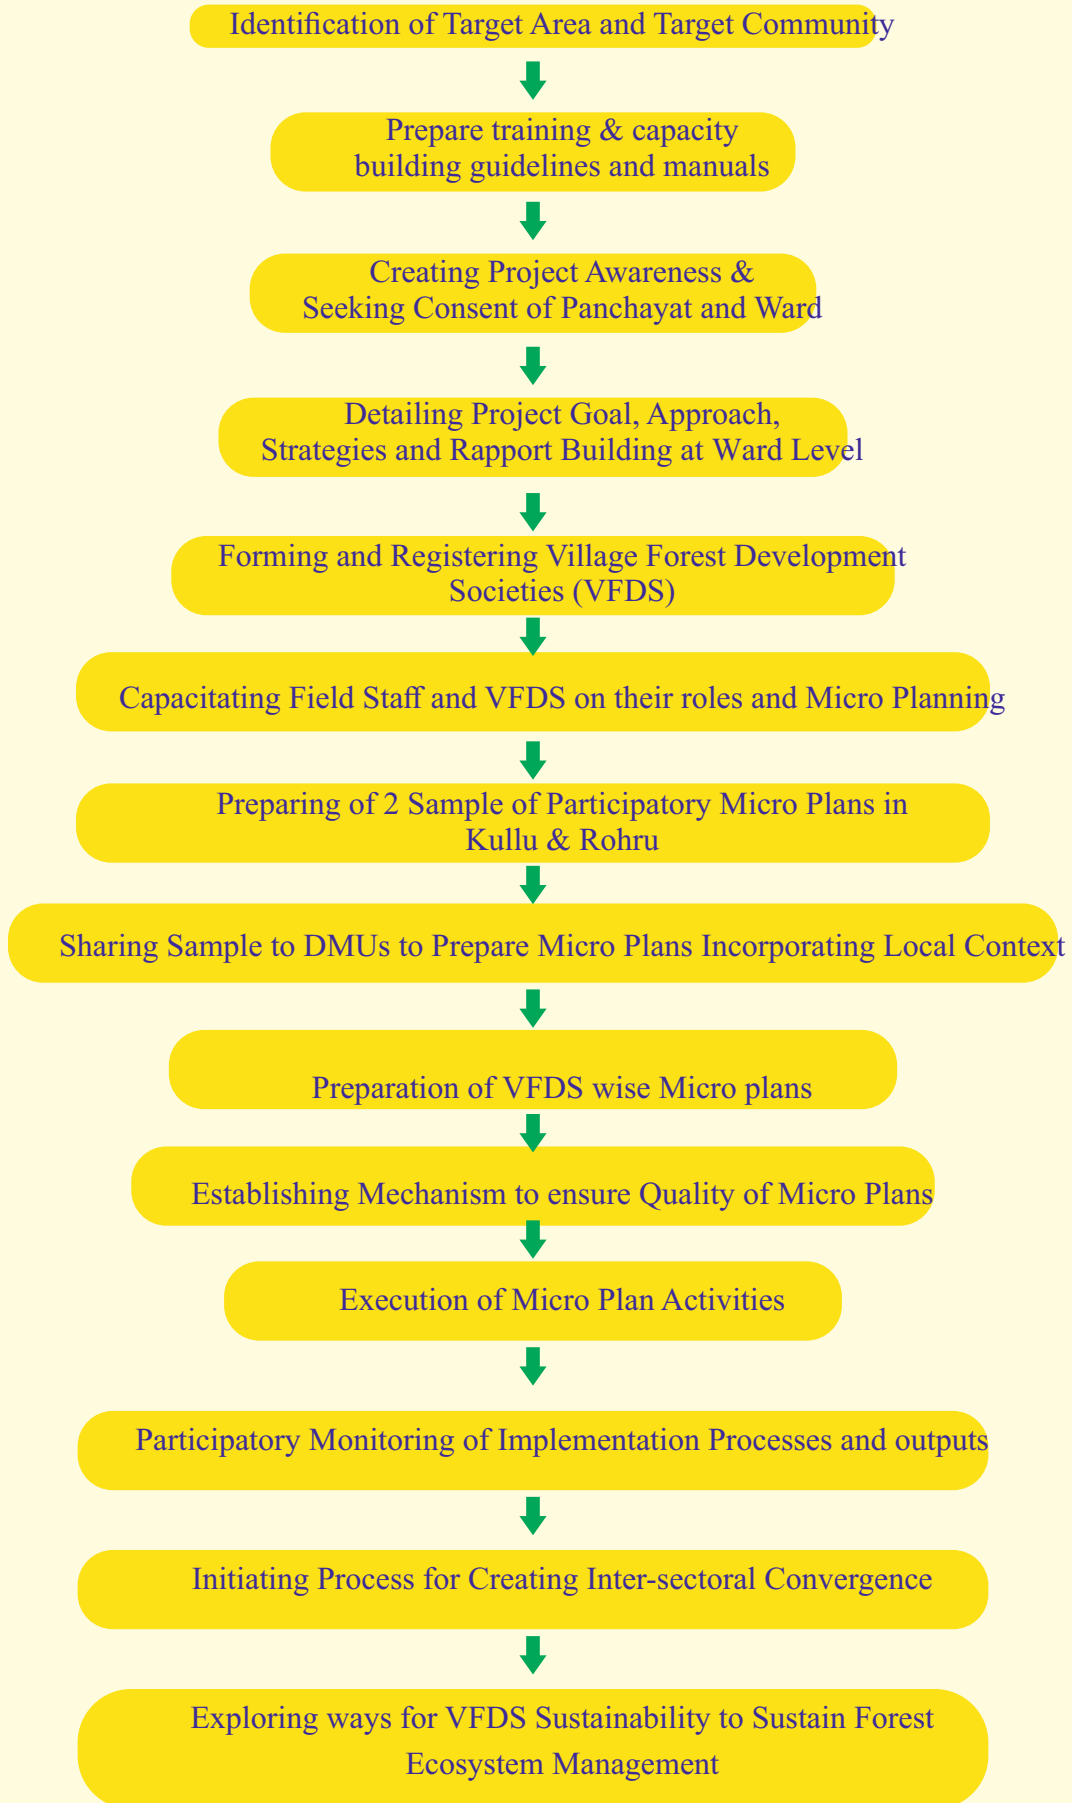 Identification of Target Area and Target Community
Prepare training & capacity
building guidelines and manuals
Creating Project Awareness &
Seeking Consent of Panchayat and Ward
Detailing Project Goal, Approach,
Strategies and Rapport Building at Ward Level
Forming and Registering Village Forest Development
Societies (VFDS)
Capacitating Field Staff and VFDS on their roles and Micro Planning
Preparing of 2 Sample of Participatory Micro Plans in
Kullu & Rohru
Sharing Sample to DMUs to Prepare Micro Plans Incorporating Local Context
Preparation of VFDS wise Micro plans
Establishing Mechanism to ensure Quality of Micro Plans
Execution of Micro Plan Activities
Participatory Monitoring of Implementation Processes and outputs
Initiating Process for Creating Inter-sectoral Convergence
Exploring ways for VFDS Sustainability to Sustain Forest
Ecosystem Management